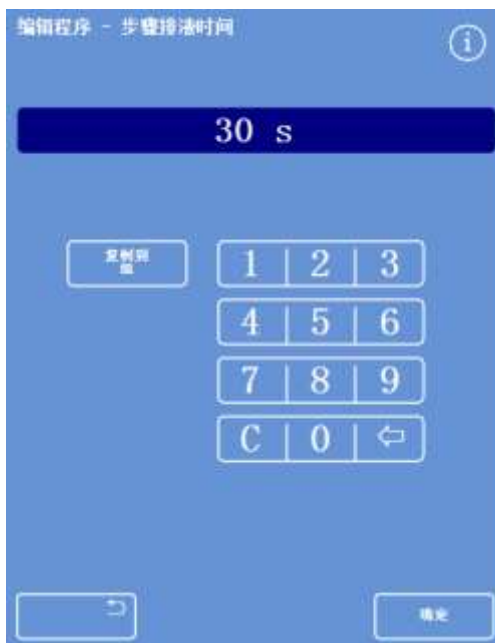 编辑程序 - 步骤排液时间
i
30 s
复制到
组
1 | 2 | 3
4 | 5 | 6
7 | 8 | 9
C | 0 | ⇦
确定